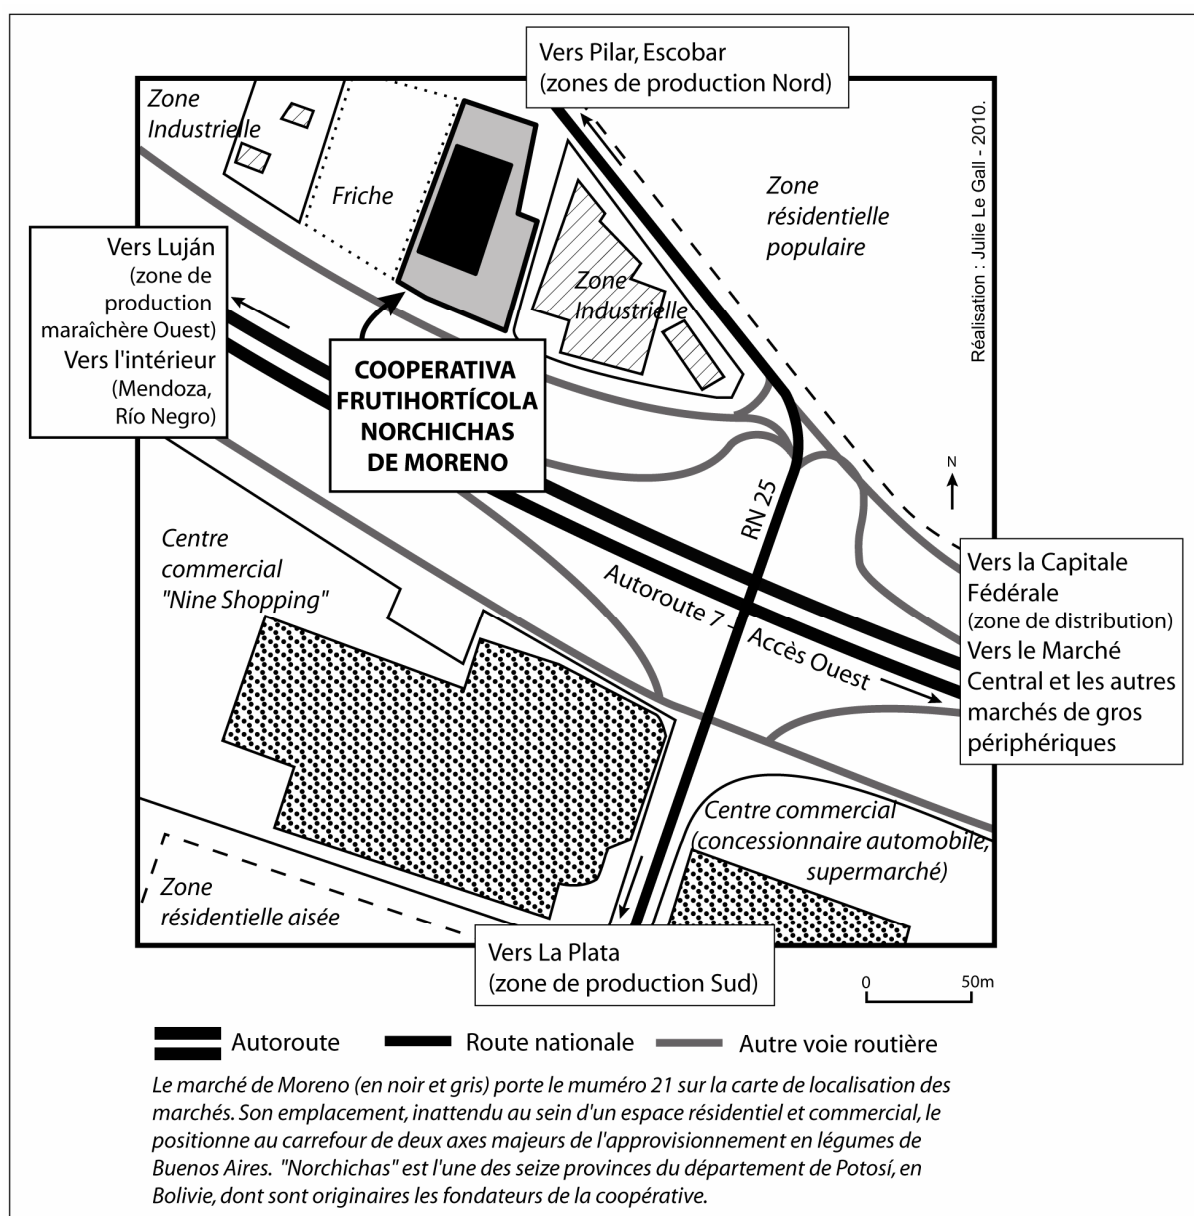 Vers Pilar, Escobar
(zones de production Nord)
Zone
Industrielle
Friche
Zone
résidentielle
populaire
Réalisation : Julie Le Gall - 2010.
Vers Luján
(zone de
production
maraîchère Ouest)
Vers l'intérieur
(Mendoza,
Río Negro)
Zone
Industrielle
COOPERATIVA
FRUTIHORTÍCOLA
NORCHICHAS
DE MORENO
N
RN 25
Centre
commercial
"Nine Shopping"
Autoroute 7 - Accès Ouest
Vers la Capitale
Fédérale
(zone de distribution)
Vers le Marché
Central et les autres
marchés de gros
périphériques
Centre commercial
(concessionnaire automobile,
supermarché)
Zone
résidentielle aisée
Vers La Plata
(zone de production Sud)
0 50m
Autoroute Route nationale Autre voie routière
Le marché de Moreno (en noir et gris) porte le muméro 21 sur la carte de localisation des
marchés. Son emplacement, inattendu au sein d'un espace résidentiel et commercial, le
positionne au carrefour de deux axes majeurs de l'approvisionnement en légumes de
Buenos Aires. "Norchichas" est l'une des seize provinces du département de Potosí, en
Bolivie, dont sont originaires les fondateurs de la coopérative.